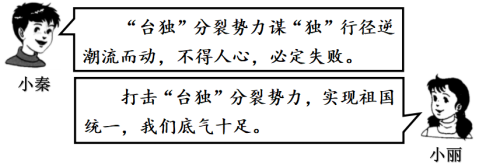 “台独”分裂势力谋“独”行径逆
潮流而动，不得人心，必定失败。
小秦
打击“台独”分裂势力，实现祖国
统一，我们底气十足。
小丽